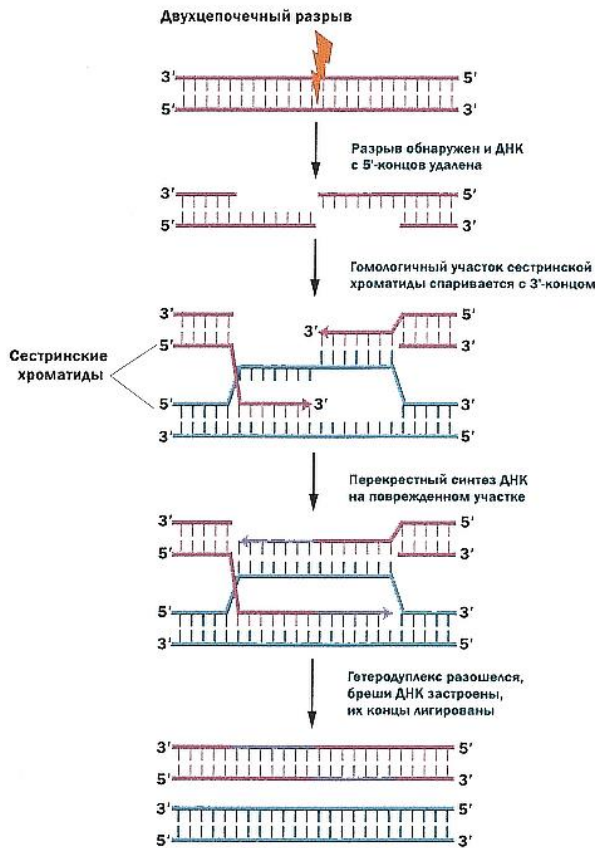 Двухцепочечный разрыв
3' 5'
5' 3'
Разрыв обнаружен и ДНК
с 5'-концов удалена
3' 5'
5' 3'
Гомологичный участок сестринской
хроматиды спаривается с 3'-концом
3' 5'
3'
5' 3'
Сестринские
хроматиды
5' 3' 3'
3' 5'
Перекрестный синтез ДНК
на поврежденном участке
3' 5'
5' 3'
5' 3'
3' 5'
Гетеродуплекс разошелся,
бреши ДНК застроены,
их концы лигированы
3' 5'
5' 3'
3' 5'
5' 3'